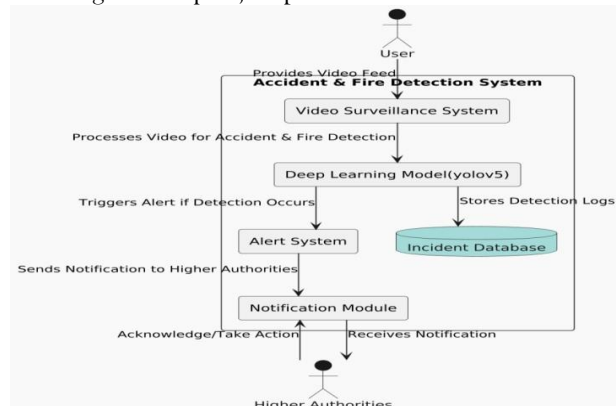 User
Provides Video Feed
Accident & Fire Detection System
Video Surveillance System
Processes Video for Accident & Fire Detection
Deep Learning Model(yolov5)
Triggers Alert if Detection Occurs
Stores Detection Logs
Alert System
Incident Database
Sends Notification to Higher Authorities
Notification Module
Acknowledge/Take Action
Receives Notification
Higher Authorities